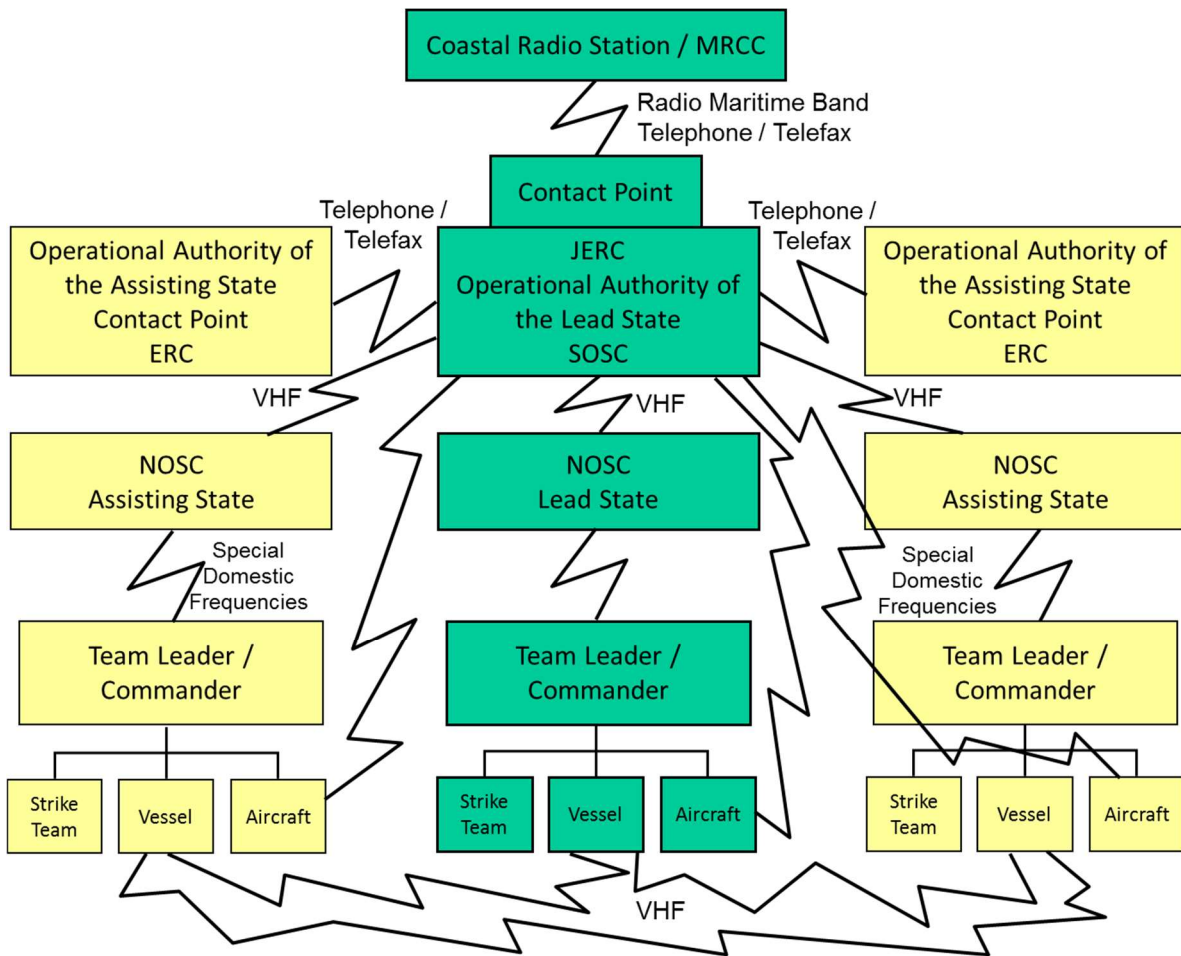 Coastal Radio Station / MRCC
Radio Maritime Band
Telephone / Telefax
Contact Point
Telephone /
Telefax
Telephone /
Telefax
Operational Authority of
the Assisting State
Contact Point
ERC
JERC
Operational Authority of
the Lead State
SOSC
Operational Authority of
the Assisting State
Contact Point
ERC
VHF
VHF
VHF
NOSC
Assisting State
NOSC
Lead State
NOSC
Assisting State
Special
Domestic
Frequencies
Special
Domestic
Frequencies
Team Leader /
Commander
Team Leader /
Commander
Team Leader /
Commander
Strike
Team
Vessel
Aircraft
Strike
Team
Vessel
Aircraft
Strike
Team
Vessel
Aircraft
VHF